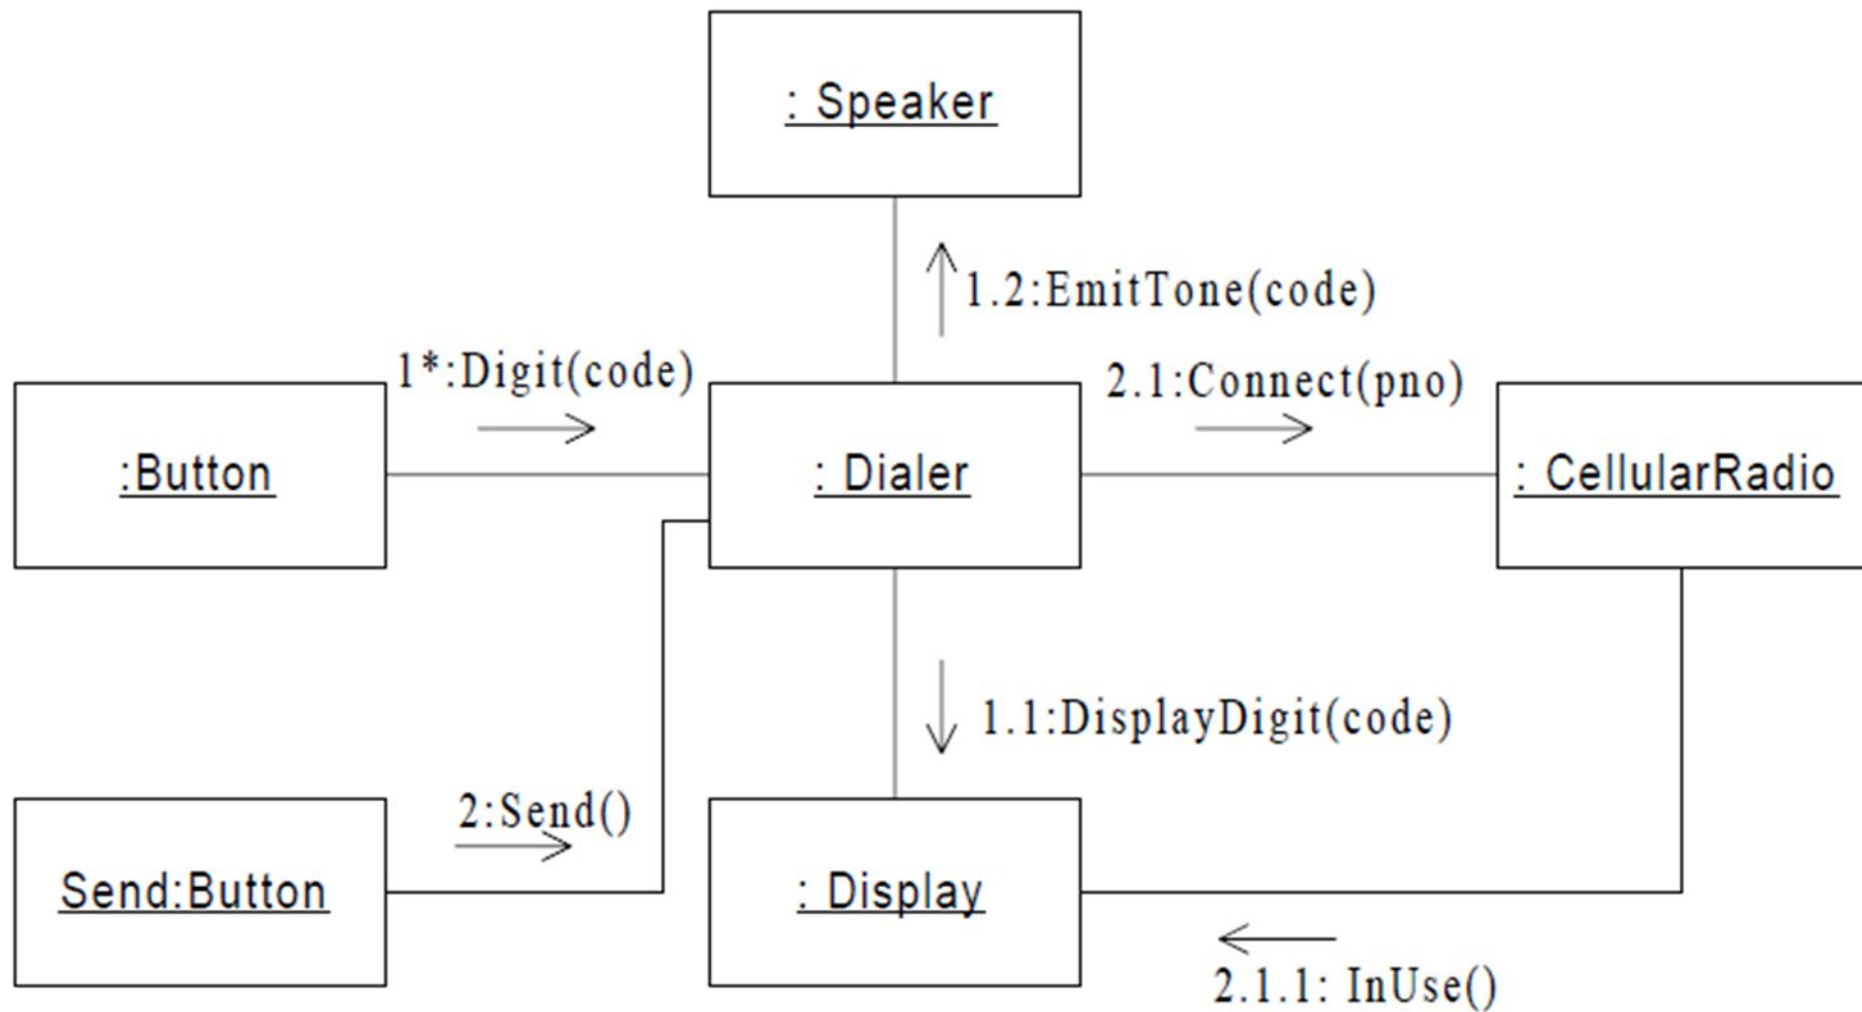 : Speaker
1.2:EmitTone(code)
1*:Digit(code)
2.1:Connect(pno)
:Button
: Dialer
: CellularRadio
1.1:DisplayDigit(code)
2:Send()
Send:Button
: Display
2.1.1: InUse()